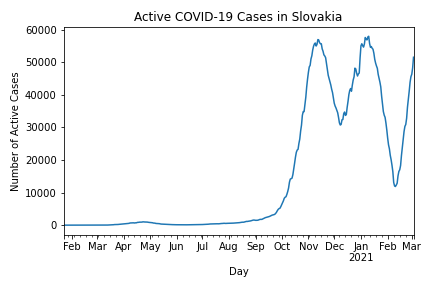 Active COVID-19 Cases in Slovakia
60000
50000
40000
30000
20000
10000
0
Number of Active Cases
Feb Mar Apr May Jun Jul Aug Sep Oct Nov Dec Jan Feb Mar
2021
Day